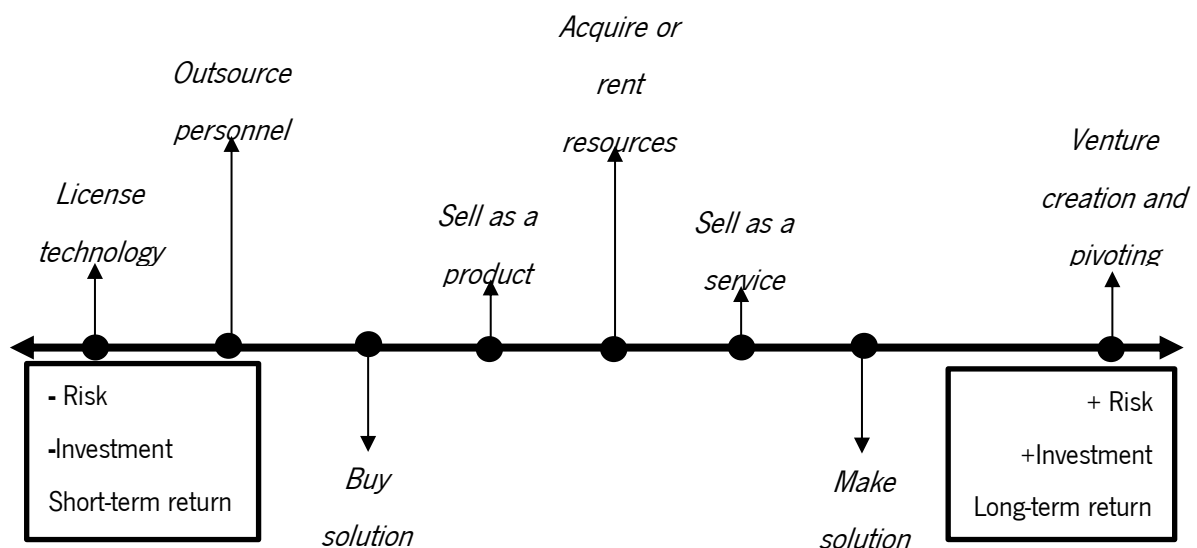 Acquire or
rent
resources
Outsource
personnel
Venture
creation and
pivoting
License
technology
Sell as a
product
Sell as a
service
- Risk
-Investment
Short-term return
+ Risk
+Investment
Long-term return
Buy
solution
Make
solution